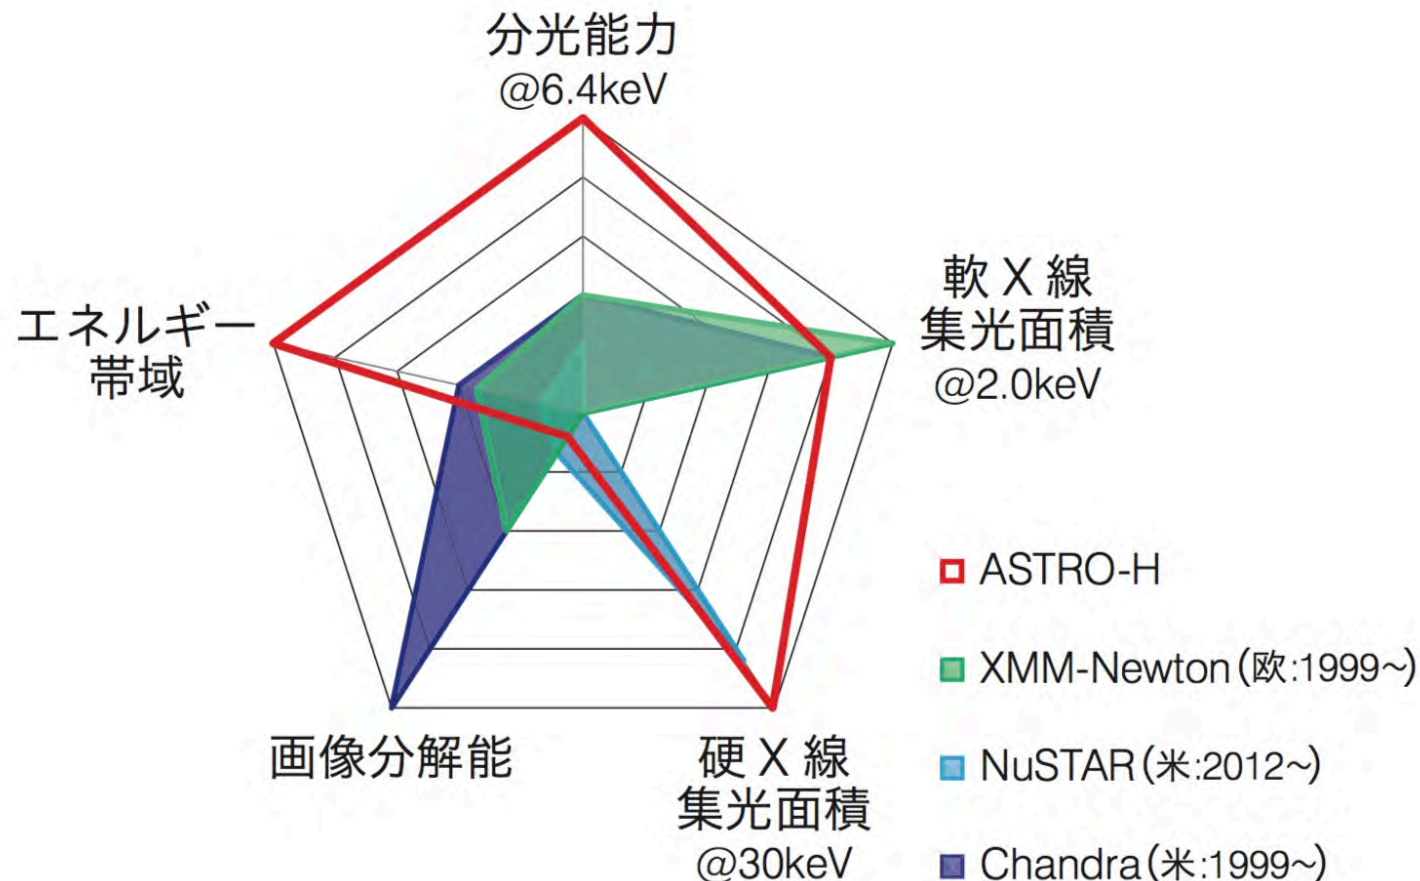 分光能力
@6.4keV
軟X線
集光面積
@2.0keV
エネルギー
帯域
画像分解能
硬X線
集光面積
@30keV
ASTRO-H
XMM-Newton(欧:1999~)
NuSTAR(米:2012~)
Chandra(米:1999~)